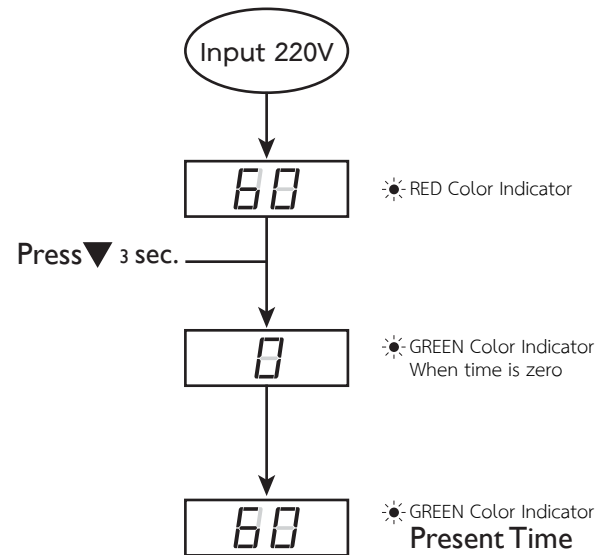 Input 220V
60
RED Color Indicator
Press▼ 3 sec.
0
GREEN Color Indicator
When time is zero
60
GREEN Color Indicator
Present Time